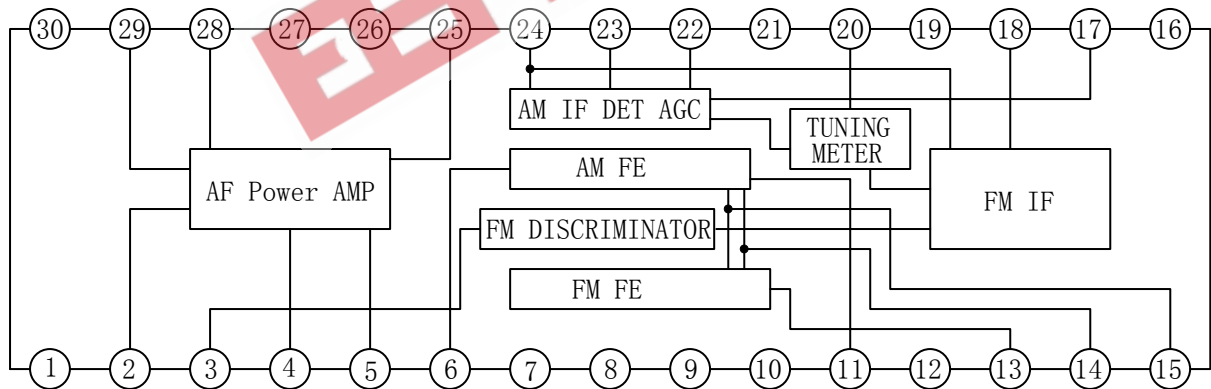 30 29 28 27 26 25 24 23 22 21 20 19 18 17 16
AM IF DET AGC
TUNING
METER
AM FE
AF Power AMP
FM IF
FM DISCRIMINATOR
FM FE
1 2 3 4 5 6 7 8 9 10 11 12 13 14 15